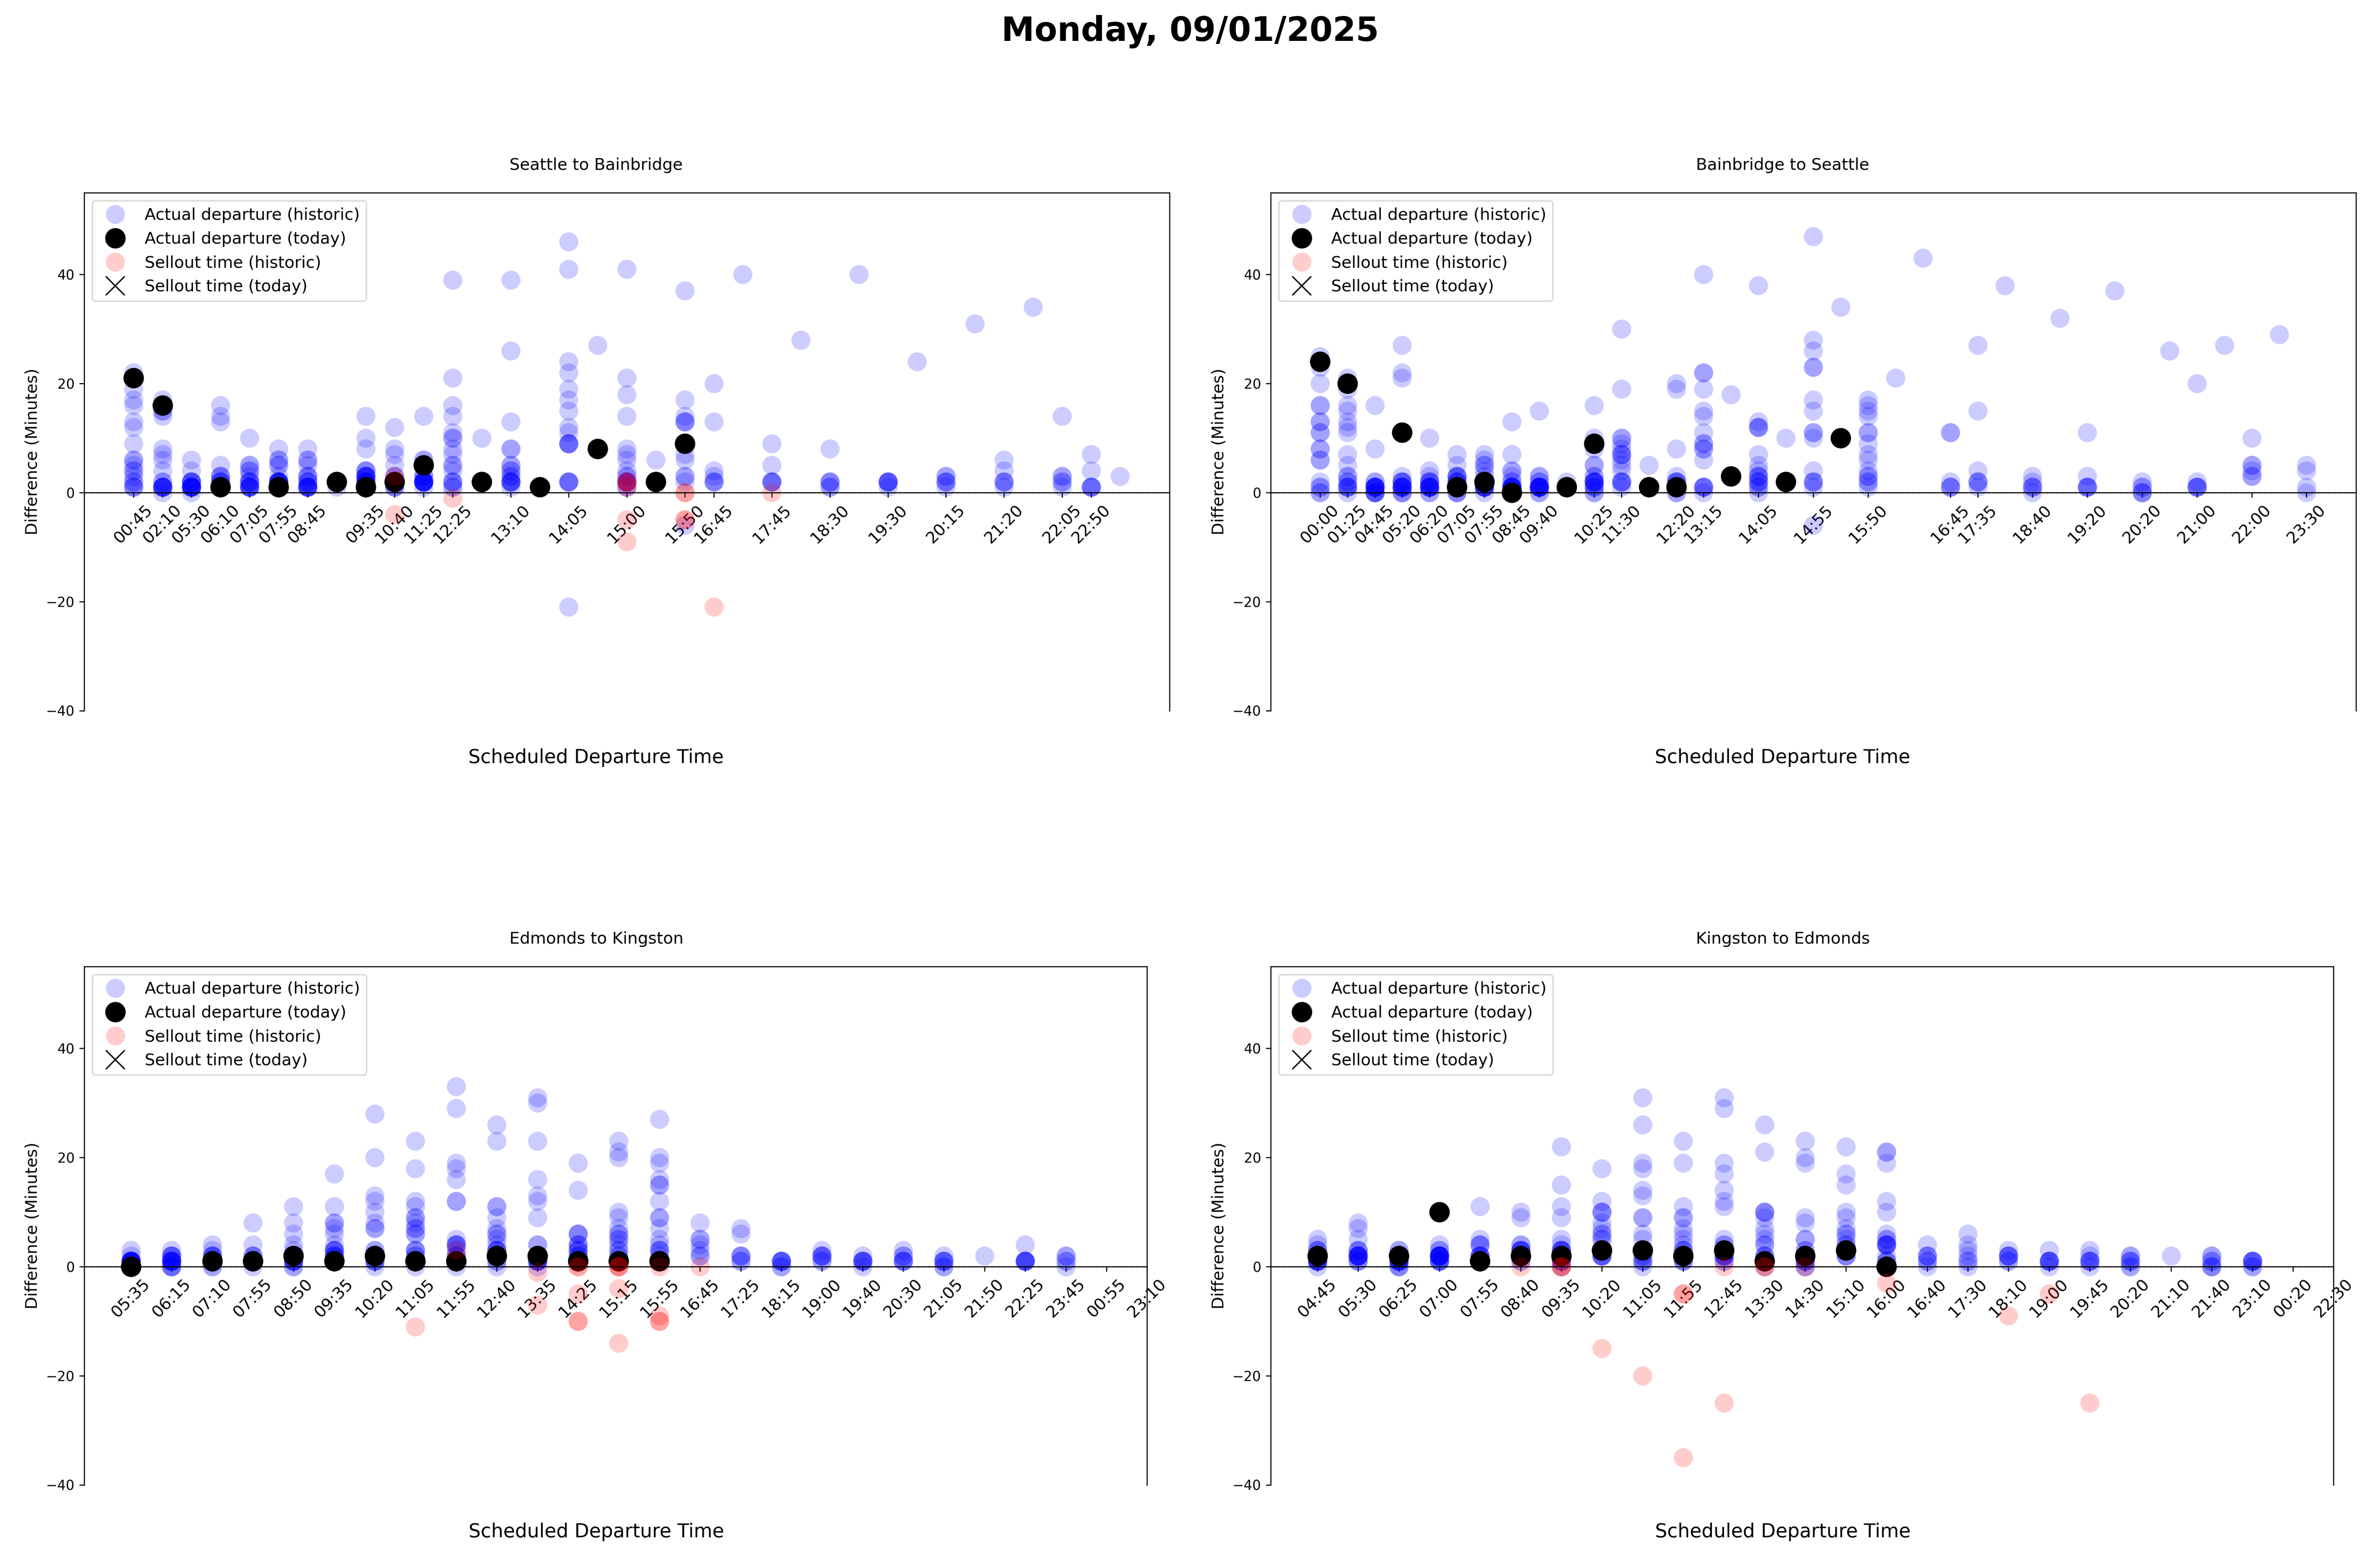 Monday, 09/01/2025
Seattle to Bainbridge
Actual departure (historic)
Actual departure (today)
Sellout time (historic)
Sellout time (today)
Difference (Minutes)
40
20
0
−20
−40
00:45 02:10 05:30 06:10 07:05 07:55 08:45 09:35 10:40 11:25 12:25 13:10 14:05 15:00 15:50 16:45 17:45 18:30 19:30 20:15 21:20 22:05 22:50
Scheduled Departure Time
Bainbridge to Seattle
Actual departure (historic)
Actual departure (today)
Sellout time (historic)
Sellout time (today)
Difference (Minutes)
40
20
0
−20
−40
00:00 01:25 04:45 05:20 06:20 07:05 07:55 08:45 09:40 10:25 11:30 12:20 13:15 14:05 14:55 15:50 16:45 17:35 18:40 19:20 20:20 21:00 22:00 23:30
Scheduled Departure Time
Edmonds to Kingston
Actual departure (historic)
Actual departure (today)
Sellout time (historic)
Sellout time (today)
Difference (Minutes)
40
20
0
−20
−40
05:35 06:15 07:10 07:55 08:50 09:35 10:20 11:05 11:55 12:40 13:35 14:25 15:15 15:55 16:45 17:25 18:15 19:00 19:40 20:30 21:05 21:50 22:25 23:45 00:55 23:10
Scheduled Departure Time
Kingston to Edmonds
Actual departure (historic)
Actual departure (today)
Sellout time (historic)
Sellout time (today)
Difference (Minutes)
40
20
0
−20
−40
04:45 05:30 06:25 07:00 07:55 08:40 09:35 10:20 11:05 11:55 12:45 13:30 14:30 15:10 16:00 16:40 17:30 18:10 19:00 19:45 20:20 21:10 21:40 23:10 00:20 22:30
Scheduled Departure Time